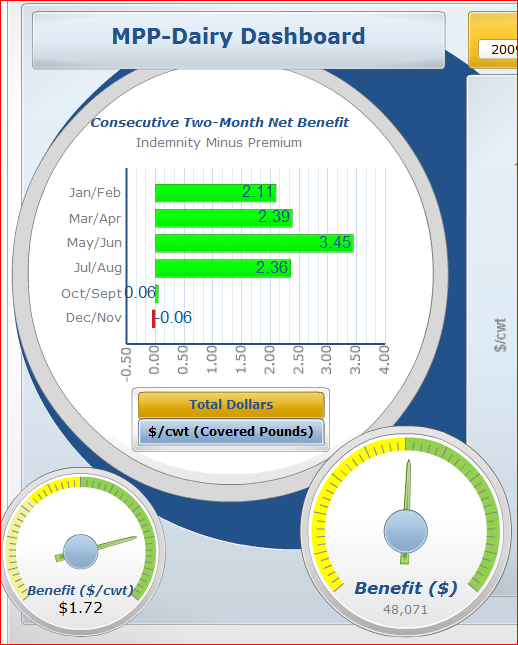 MPP-Dairy Dashboard
2009
Consecutive Two-Month Net Benefit
Indemnity Minus Premium
Jan/Feb 2.11
Mar/Apr 2.39
May/Jun 3.45
Jul/Aug 2.36
Oct/Sept 0.06
Dec/Nov -0.06
-0.50 0.00 0.50 1.00 1.50 2.00 2.50 3.00 3.50 4.00
$/cwt
Total Dollars
$/cwt (Covered Pounds)
Benefit ($/cwt)
$1.72
Benefit ($)
48,071